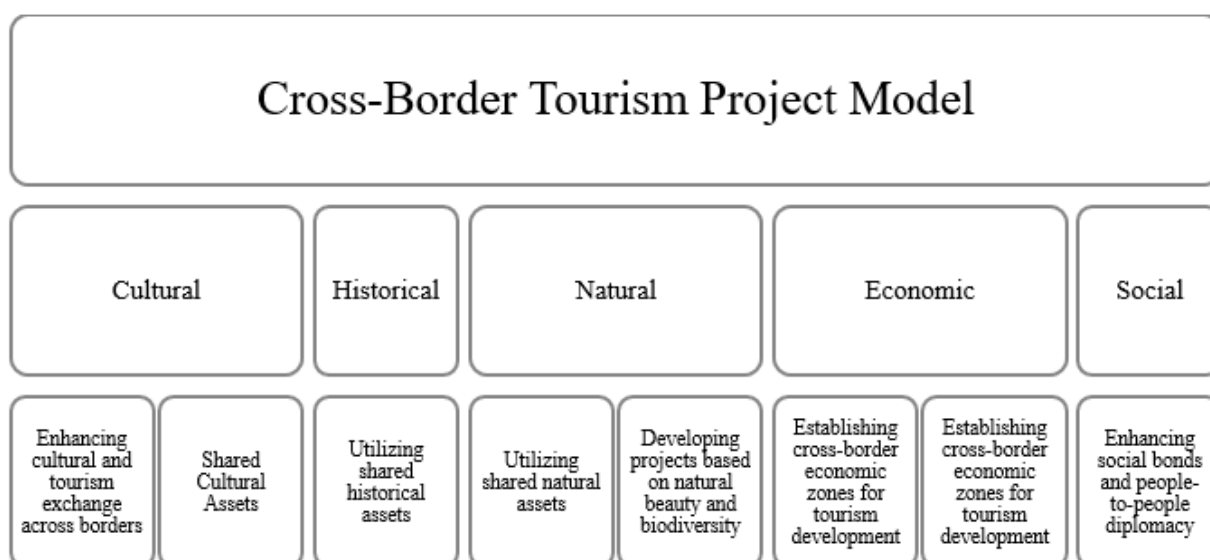 Cross-Border Tourism Project Model
Cultural
Historical
Natural
Economic
Social
Enhancing
cultural and
tourism
exchange
across borders
Shared
Cultural
Assets
Utilizing
shared
historical
assets
Utilizing
shared natural
assets
Developing
projects based
on natural
beauty and
biodiversity
Establishing
cross-border
economic
zones for
tourism
development
Establishing
cross-border
economic
zones for
tourism
development
Enhancing
social bonds
and people-
to-people
diplomacy